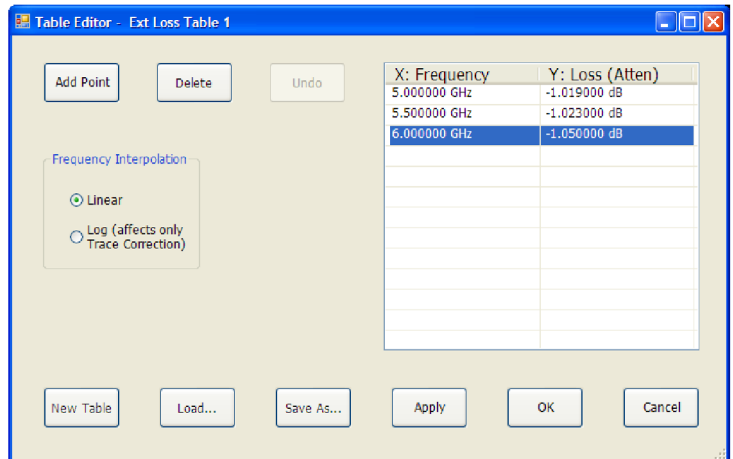 Table Editor - Ext Loss Table 1
Add Point
Delete
Undo
X: Frequency Y: Loss (Atten)
5.000000 GHz -1.019000 dB
5.500000 GHz -1.023000 dB
6.000000 GHz -1.050000 dB
Frequency Interpolation
Linear
Log (affects only
Trace Correction)
New Table
Load...
Save As...
Apply
OK
Cancel